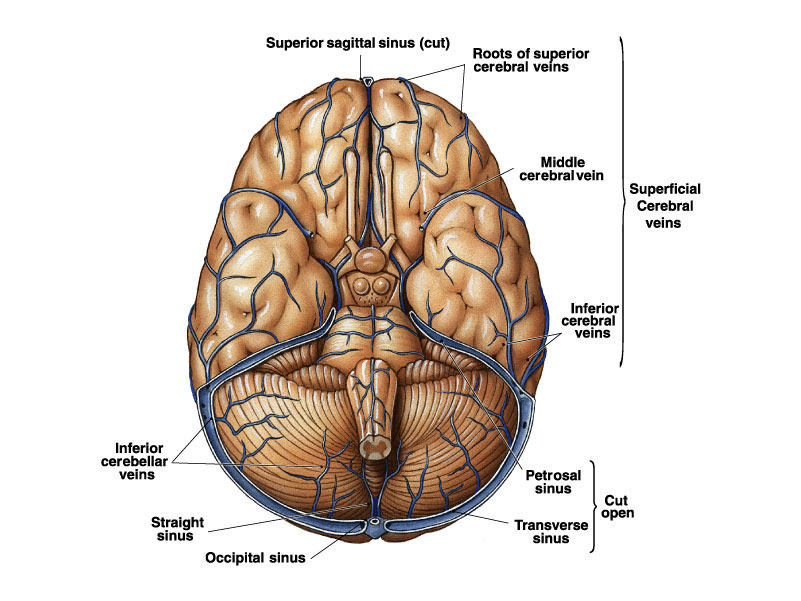 Superior sagittal sinus (cut)
Roots of superior
cerebral veins
Middle
cerebral vein
Superficial
Cerebral
veins
Inferior
cerebral
veins
Inferior
cerebellar
veins
Petrosal
sinus
Cut
open
Straight
sinus
Transverse
sinus
Occipital sinus